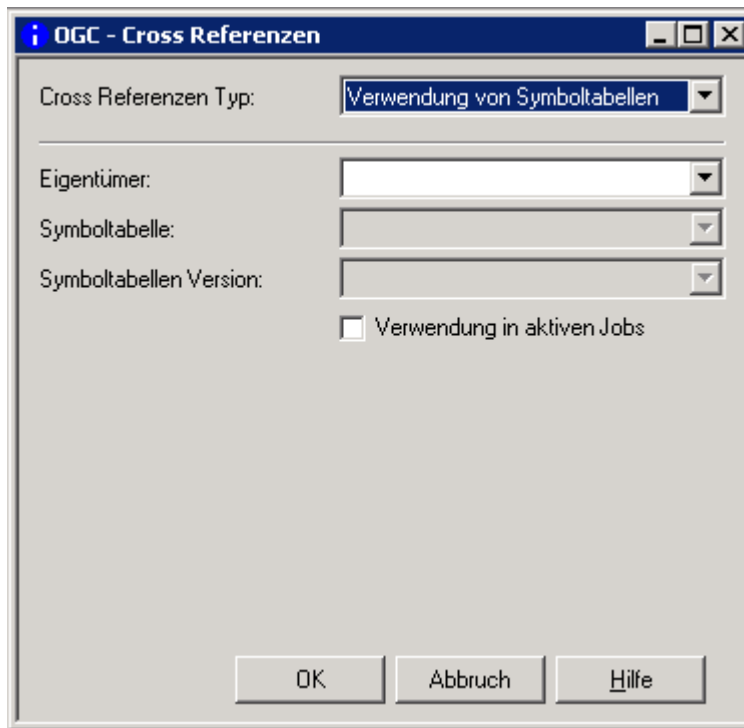 OGC - Cross Referenzen
Cross Referenzen Typ: Verwendung von Symboltabellen
Eigentümer:
Symboltabelle:
Symboltabellen Version:
Verwendung in aktiven Jobs
OK Abbruch Hilfe